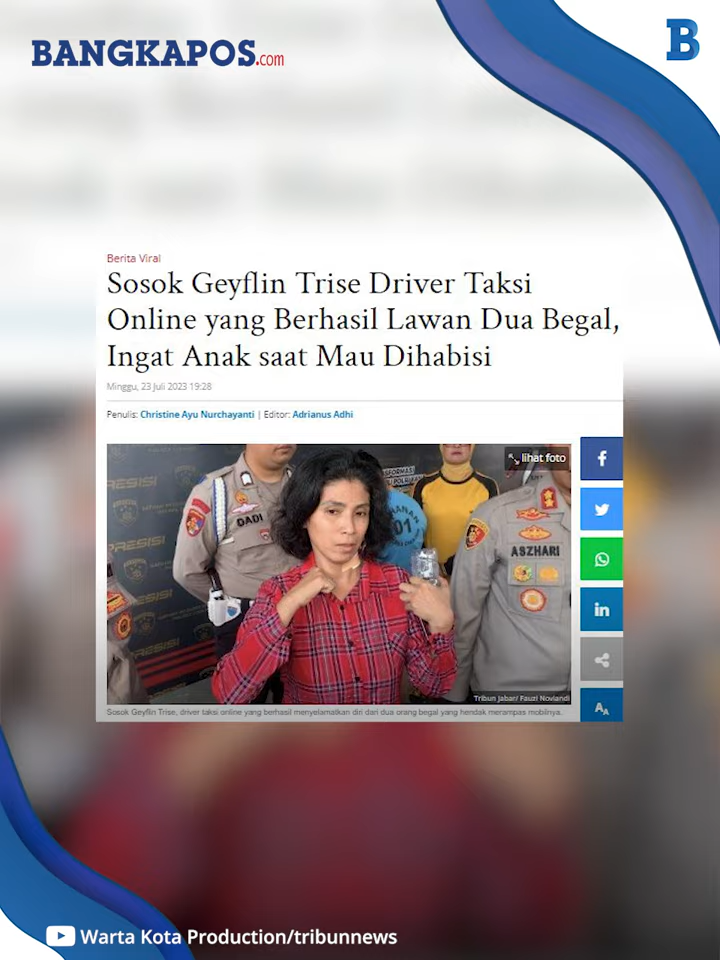 BANGKAPOS.com
B
Berita Viral
Sosok Geyflin Trise Driver Taksi
Online yang Berhasil Lawan Dua Begal,
Ingat Anak saat Mau Dihabisi
Minggu, 23 Juli 2023 19:28
Penulis: Christine Ayu Nurchayanti | Editor: Adrianus Adhi
lihat foto
DADI
PRESISI
01
ASZHARI
PRESISI
Tribun Jabar/ Fauzi Noviandi
Sosok Geyflin Trise, driver taksi online yang berhasil menyelamatkan diri dari dua orang begal yang hendak merampas mobilnya.
AA
Warta Kota Production/tribunnews